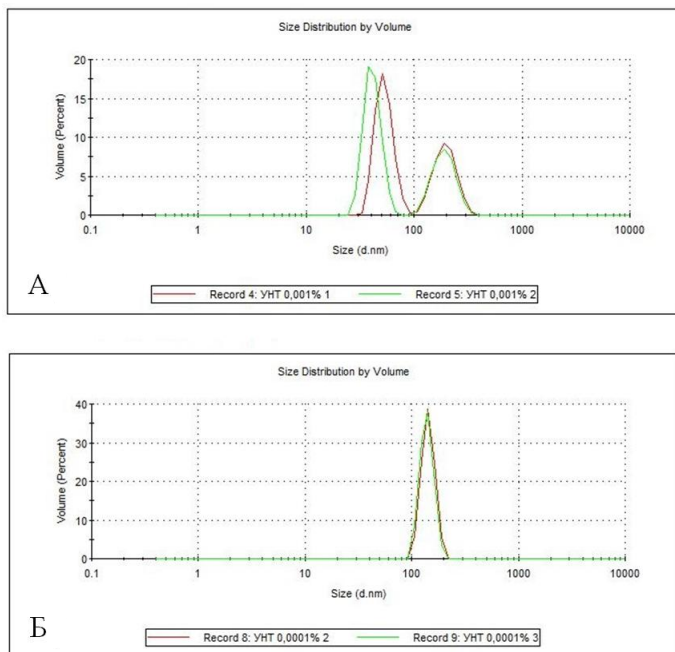 Size Distribution by Volume
20
15
10
5
0
Volume (Percent)
0.1 1 10 100 1000 10000
Size (d.nm)
А
Record 4: УНТ 0,001% 1 Record 5: УНТ 0,001% 2
Size Distribution by Volume
40
30
20
10
0
Volume (Percent)
0.1 1 10 100 1000 10000
Size (d.nm)
Б
Record 8: УНТ 0,0001% 2 Record 9: УНТ 0,0001% 3